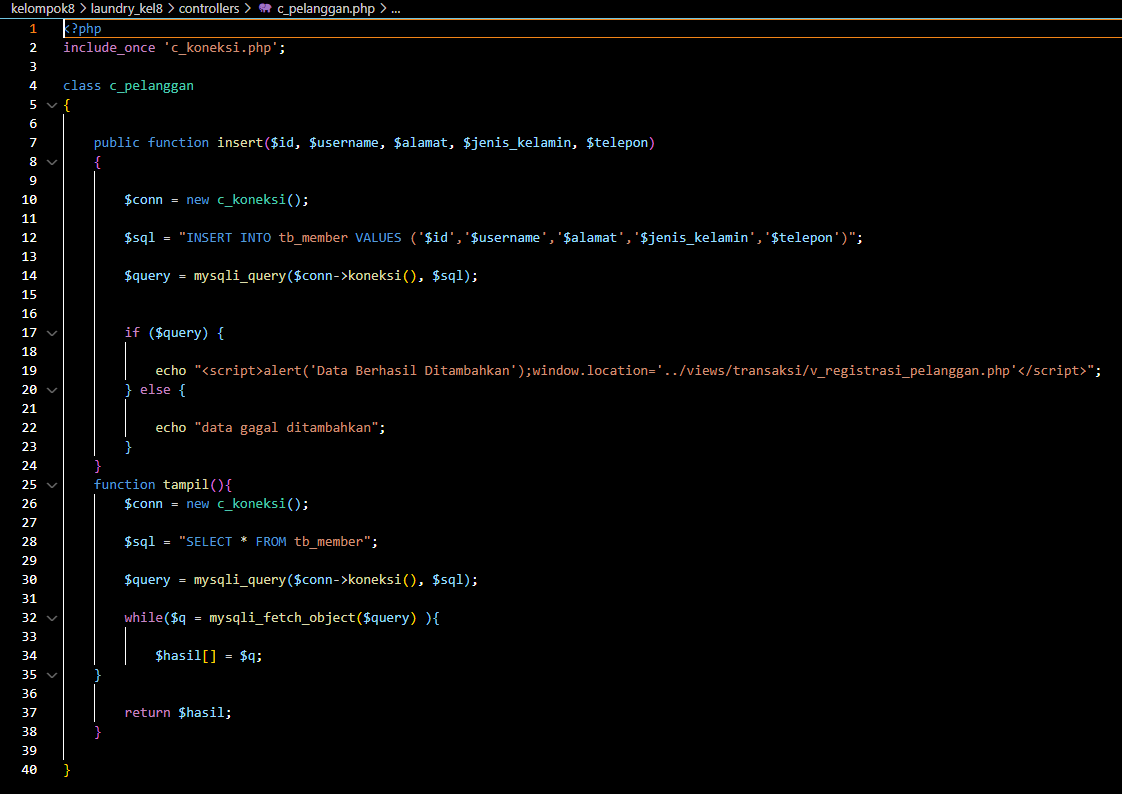 kelompok8 > laundry_kel8 > controllers > c_pelanggan.php > ...
1 <?php
2 include_once 'c_koneksi.php';
3
4 class c_pelanggan
5 {
6
7 public function insert($id, $username, $alamat, $jenis_kelamin, $telepon)
8 {
9
10 $conn = new c_koneksi();
11
12 $sql = "INSERT INTO tb_member VALUES ('$id','$username','$alamat','$jenis_kelamin','$telepon')";
13
14 $query = mysqli_query($conn->koneksi(), $sql);
15
16
17 if ($query) {
18
19 echo "<script>alert('Data Berhasil Ditambahkan');window.location='../views/transaksi/v_registrasi_pelanggan.php'</script>";
20 } else {
21
22 echo "data gagal ditambahkan";
23 }
24 }
25 function tampil(){
26 $conn = new c_koneksi();
27
28 $sql = "SELECT * FROM tb_member";
29
30 $query = mysqli_query($conn->koneksi(), $sql);
31
32 while($q = mysqli_fetch_object($query) ){
33
34 $hasil[] = $q;
35 }
36
37 return $hasil;
38 }
39
40 }